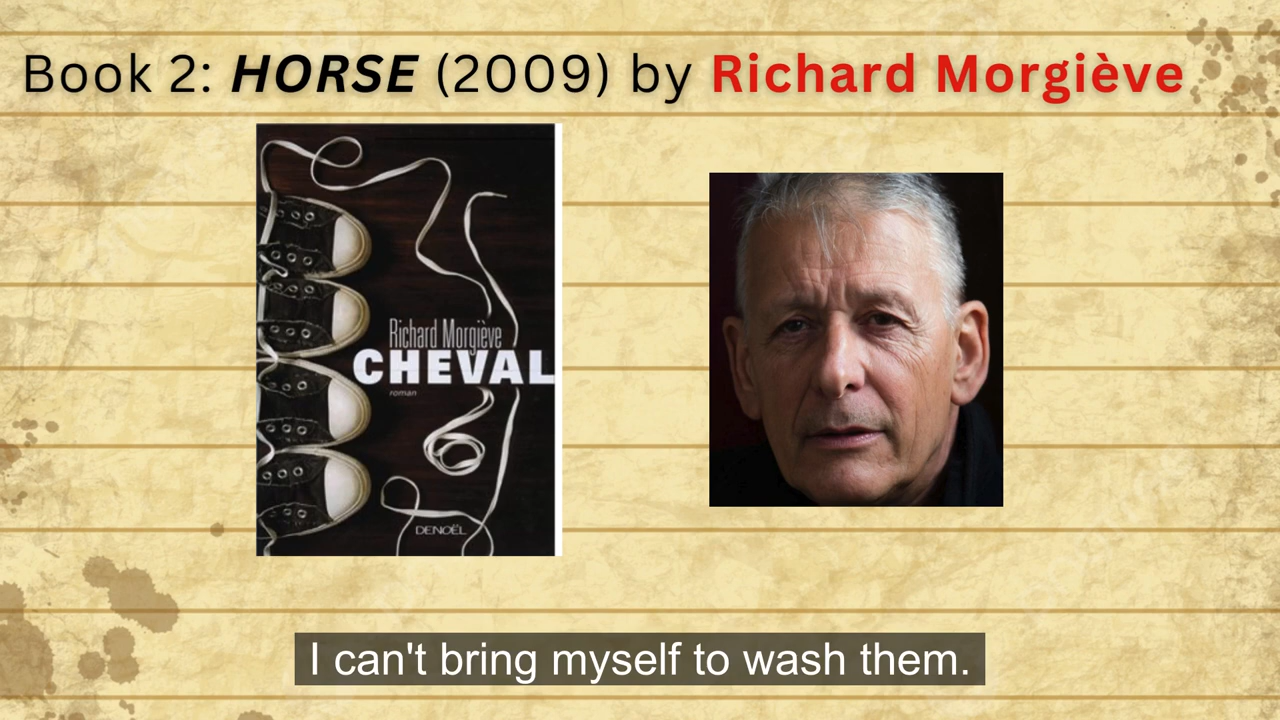 Book 2: HORSE (2009) by Richard Morgiève
Richard Morgiève
CHEVAL
roman
DENOËL
I can't bring myself to wash them.